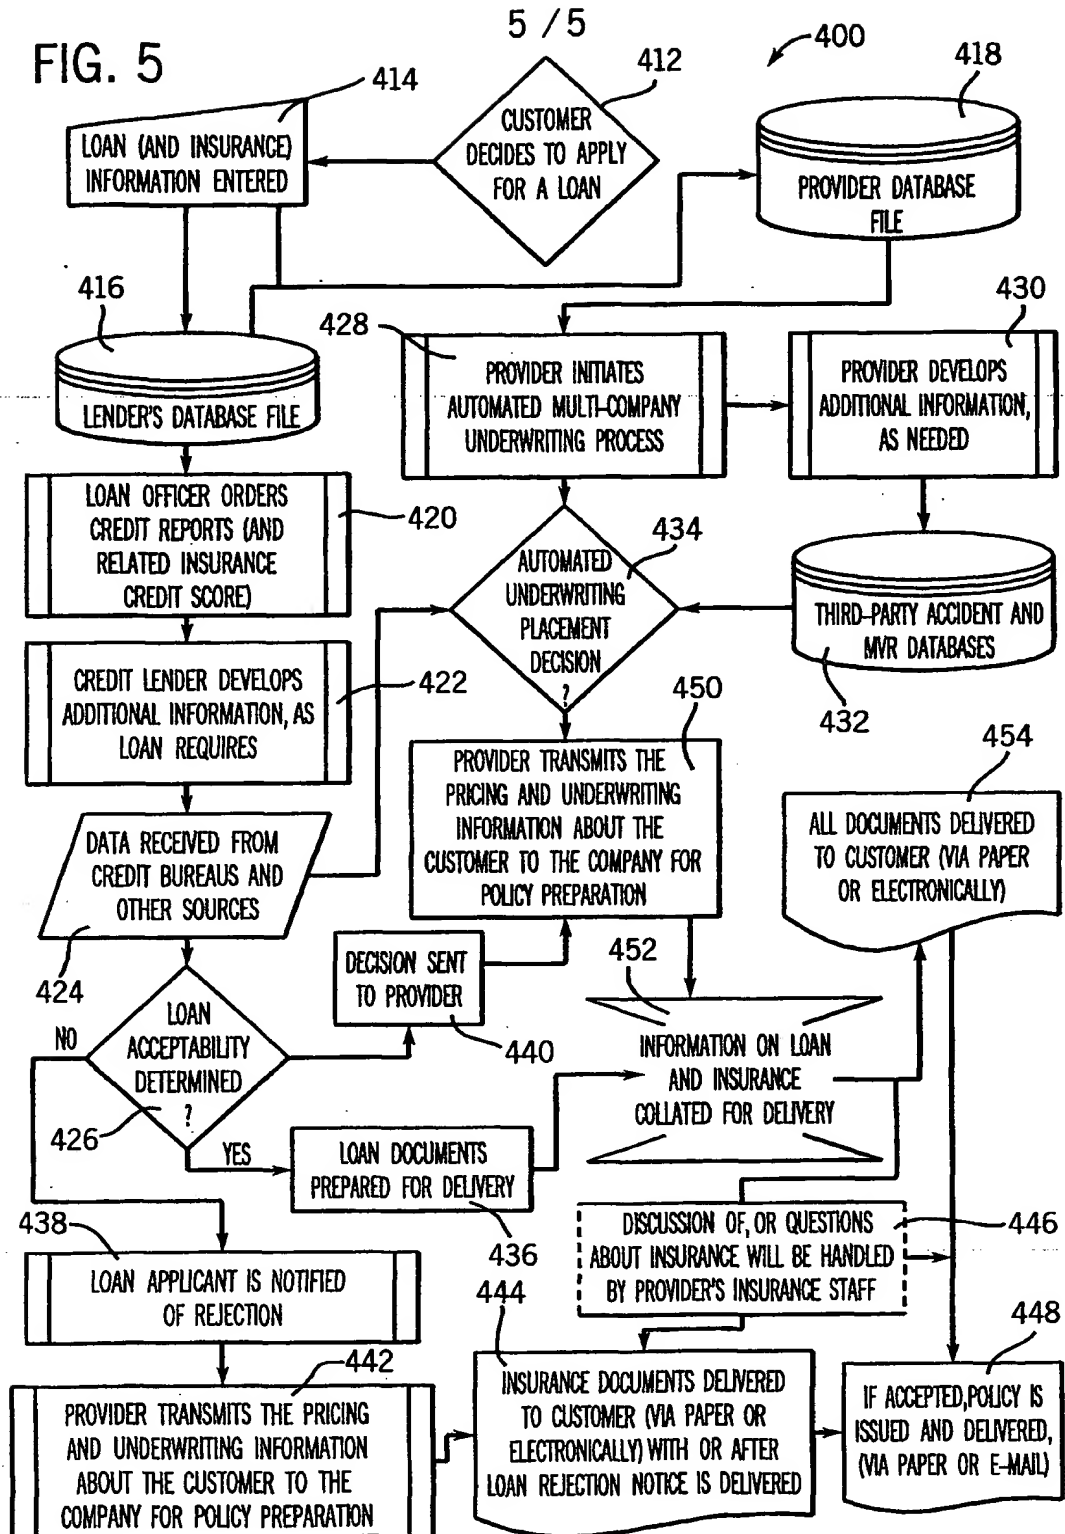 5 / 5
FIG. 5
400
412
418
414
CUSTOMER
DECIDES TO APPLY
FOR A LOAN
LOAN (AND INSURANCE)
INFORMATION ENTERED
PROVIDER DATABASE
FILE
416
428
430
LENDER'S DATABASE FILE
PROVIDER INITIATES
AUTOMATED MULTI-COMPANY
UNDERWRITING PROCESS
PROVIDER DEVELOPS
ADDITIONAL INFORMATION,
AS NEEDED
LOAN OFFICER ORDERS
CREDIT REPORTS (AND
RELATED INSURANCE
CREDIT SCORE)
420
434
AUTOMATED
UNDERWRITING
PLACEMENT
DECISION
?
THIRD-PARTY ACCIDENT AND
MVR DATABASES
432
CREDIT LENDER DEVELOPS
ADDITIONAL INFORMATION, AS
LOAN REQUIRES
422
450
454
PROVIDER TRANSMITS THE
PRICING AND UNDERWRITING
INFORMATION ABOUT THE
CUSTOMER TO THE COMPANY FOR
POLICY PREPARATION
ALL DOCUMENTS DELIVERED
TO CUSTOMER (VIA PAPER
OR ELECTRONICALLY)
DATA RECEIVED FROM
CREDIT BUREAUS AND
OTHER SOURCES
424
DECISION SENT
TO PROVIDER
440
452
NO
LOAN
ACCEPTABILITY
DETERMINED
?
426
YES
INFORMATION ON LOAN
AND INSURANCE
COLLATED FOR DELIVERY
LOAN DOCUMENTS
PREPARED FOR DELIVERY
436
438
DISCUSSION OF, OR QUESTIONS
ABOUT INSURANCE WILL BE HANDLED
BY PROVIDER'S INSURANCE STAFF
446
LOAN APPLICANT IS NOTIFIED
OF REJECTION
444
448
442
PROVIDER TRANSMITS THE PRICING
AND UNDERWRITING INFORMATION
ABOUT THE CUSTOMER TO THE
COMPANY FOR POLICY PREPARATION
INSURANCE DOCUMENTS DELIVERED
TO CUSTOMER (VIA PAPER OR
ELECTRONICALLY) WITH OR AFTER
LOAN REJECTION NOTICE IS DELIVERED
IF ACCEPTED, POLICY IS
ISSUED AND DELIVERED,
(VIA PAPER OR E-MAIL)